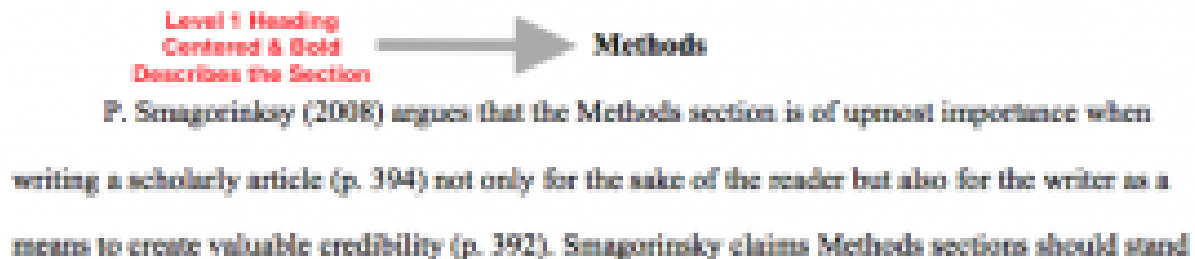 Level 1 Heading
Centered & Bold
Describes the Section
Methods
P. Smagorinksy (2008) argues that the Methods section is of upmost importance when
writing a scholarly article (p. 394) not only for the sake of the reader but also for the writer as a
means to create valuable credibility (p. 392). Smagorinsky claims Methods sections should stand